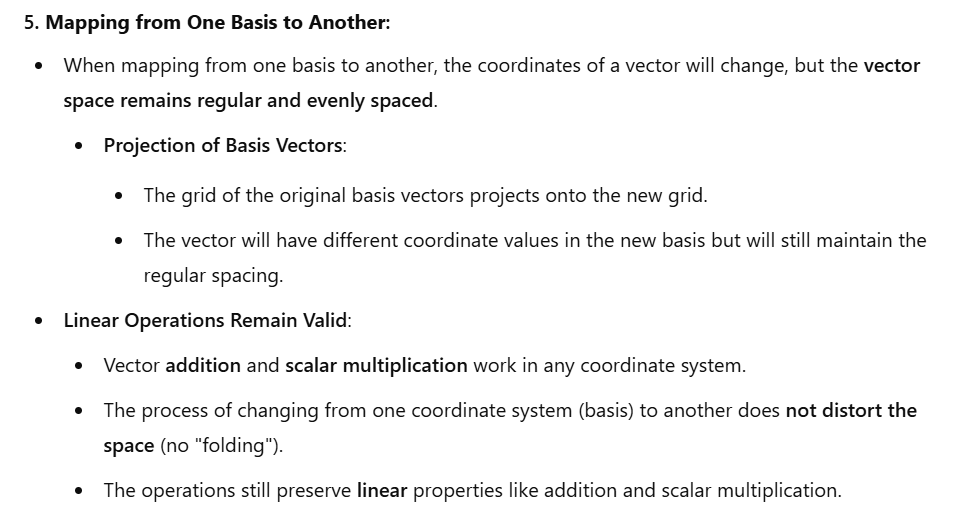 5. Mapping from One Basis to Another:
• When mapping from one basis to another, the coordinates of a vector will change, but the vector
space remains regular and evenly spaced.
• Projection of Basis Vectors:
• The grid of the original basis vectors projects onto the new grid.
• The vector will have different coordinate values in the new basis but will still maintain the
regular spacing.
• Linear Operations Remain Valid:
• Vector addition and scalar multiplication work in any coordinate system.
• The process of changing from one coordinate system (basis) to another does not distort the
space (no "folding").
• The operations still preserve linear properties like addition and scalar multiplication.